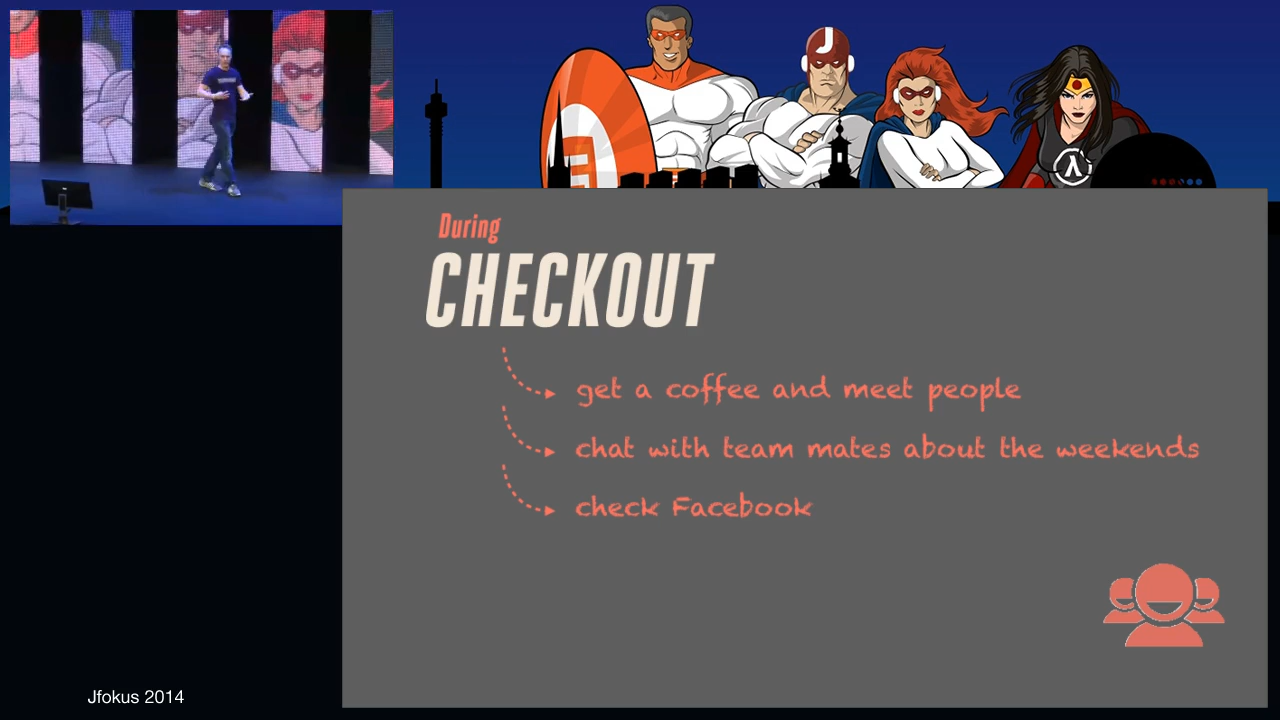 During
CHECKOUT
get a coffee and meet people
chat with team mates about the weekends
check Facebook
Jfokus 2014